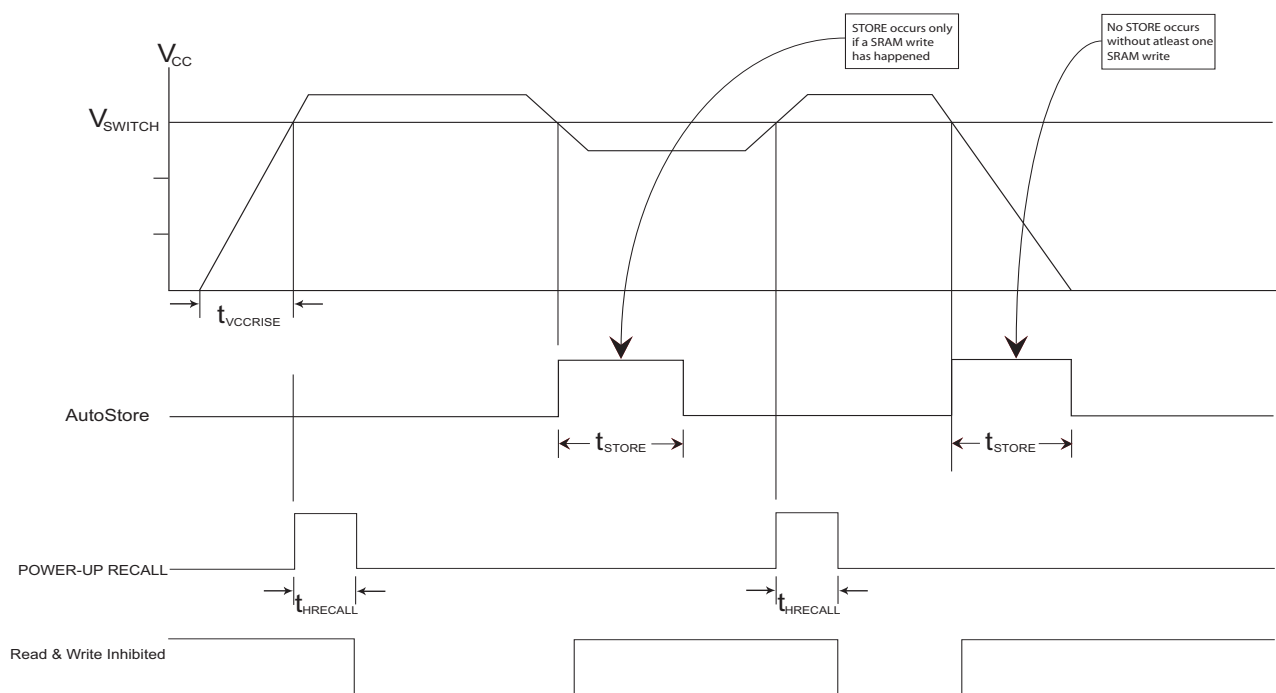 STORE occurs only
if a SRAM write
has happened
No STORE occurs
without atleast one
SRAM write
VCC
VSWITCH
tVCCRISE
AutoStore
tSTORE
tSTORE
POWER-UP RECALL
tHRECALL
tHRECALL
Read & Write Inhibited